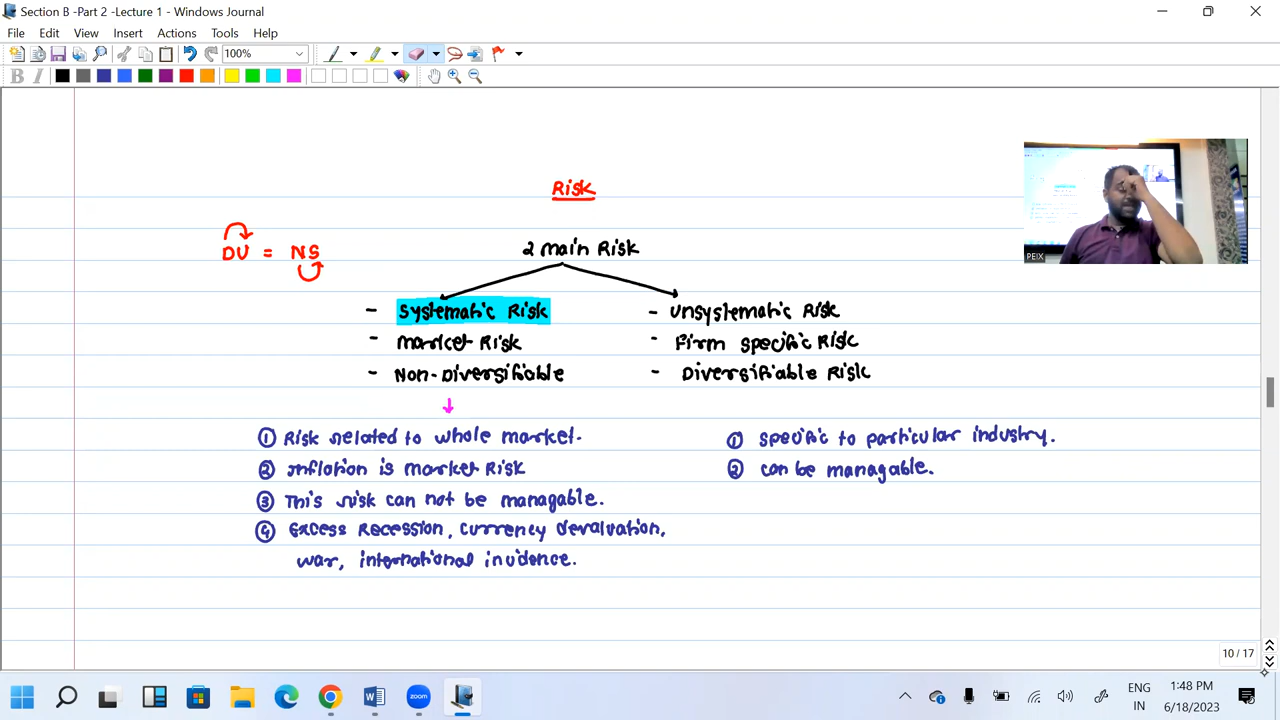 Section B -Part 2 -Lecture 1 - Windows Journal
File Edit View Insert Actions Tools Help
100%
B I
Risk
DU = NS
2 main Risk
- Systematic Risk
- Unsystematic Risk
- Market Risk
- Firm specific Risk
- Non-Diversifiable
- Diversifiable Risk
① Risk related to whole market.
① specific to particular industry.
② Inflation is market Risk
② can be managable.
③ This risk can not be managable.
④ Excess Recession, currency devaluation,
war, international incidence.
PEIX
10 / 17
zoom
ENG
IN
1:48 PM
6/18/2023